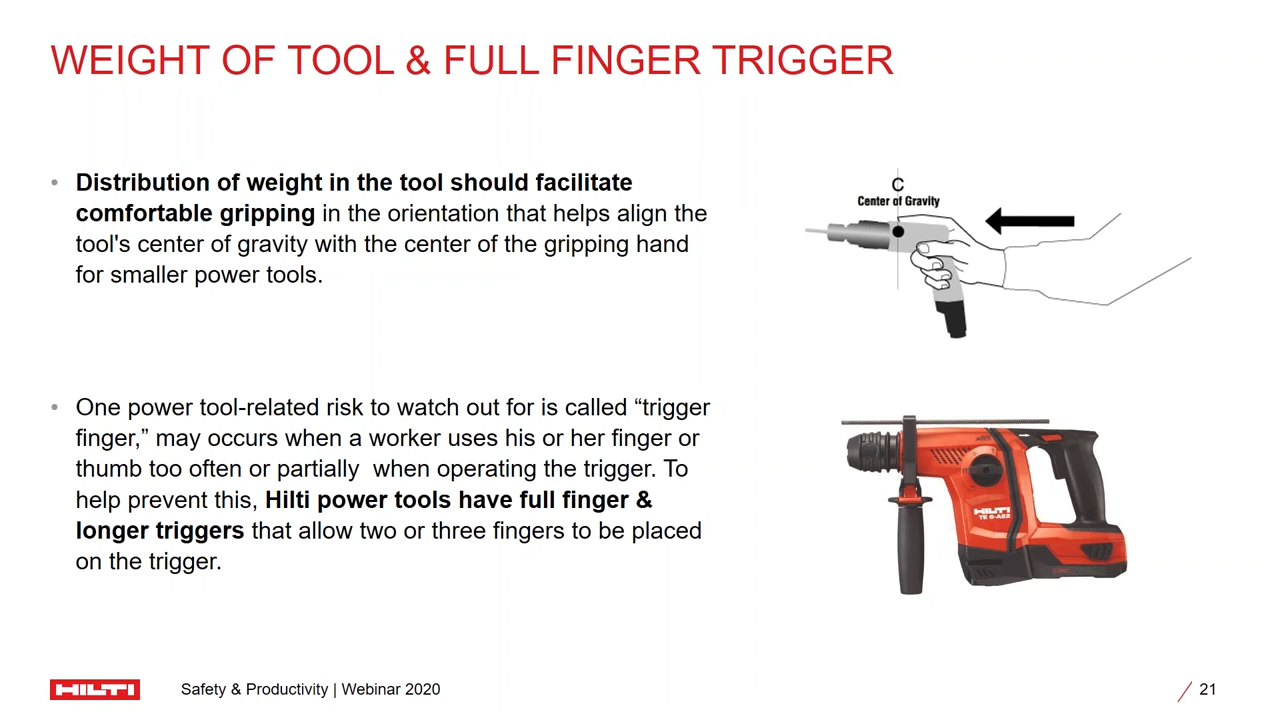 WEIGHT OF TOOL & FULL FINGER TRIGGER
• Distribution of weight in the tool should facilitate
comfortable gripping in the orientation that helps align the
tool's center of gravity with the center of the gripping hand
for smaller power tools.
C
Center of Gravity
• One power tool-related risk to watch out for is called “trigger
finger,” may occurs when a worker uses his or her finger or
thumb too often or partially  when operating the trigger. To
help prevent this, Hilti power tools have full finger &
longer triggers that allow two or three fingers to be placed
on the trigger.
HILTI
TE 6-A22
HILTI
Safety & Productivity | Webinar 2020
21